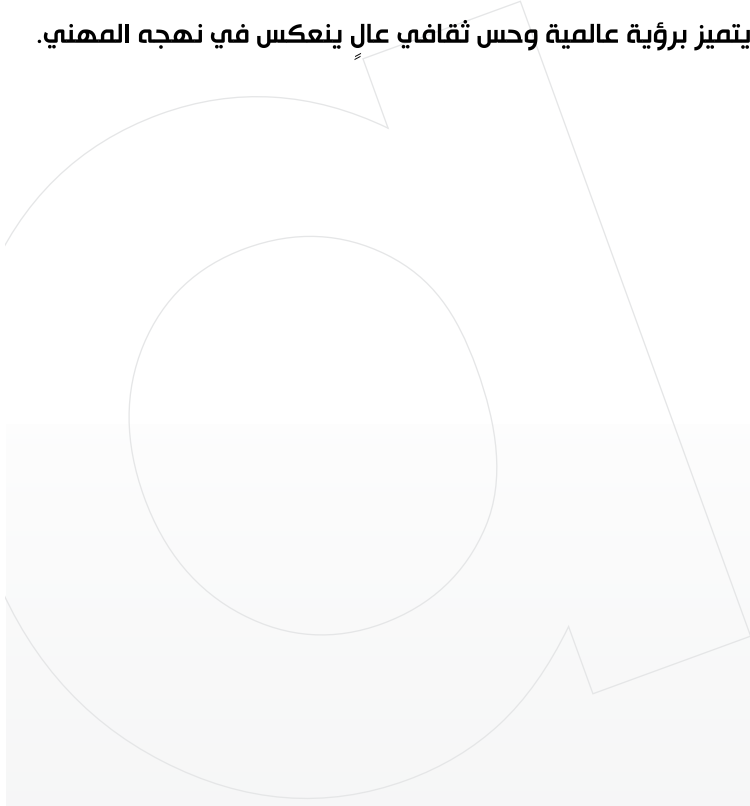 يتميز برؤية عالمية وحس ثقافي عالٍ ينعكس في نهجه المهني.